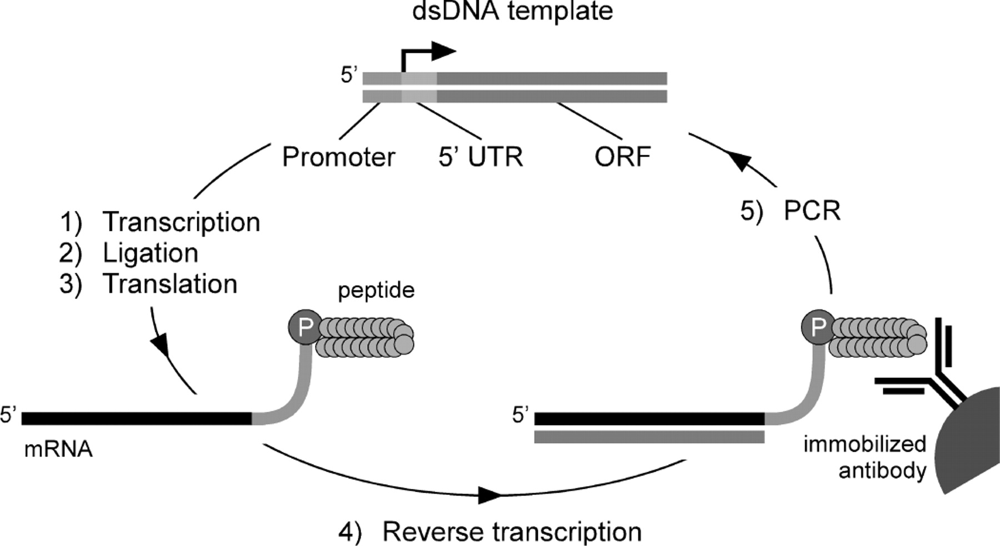 dsDNA template
5’
Promoter
5’ UTR
ORF
1) Transcription
2) Ligation
3) Translation
5) PCR
peptide
P
P
5’
mRNA
5’
immobilized
antibody
4) Reverse transcription